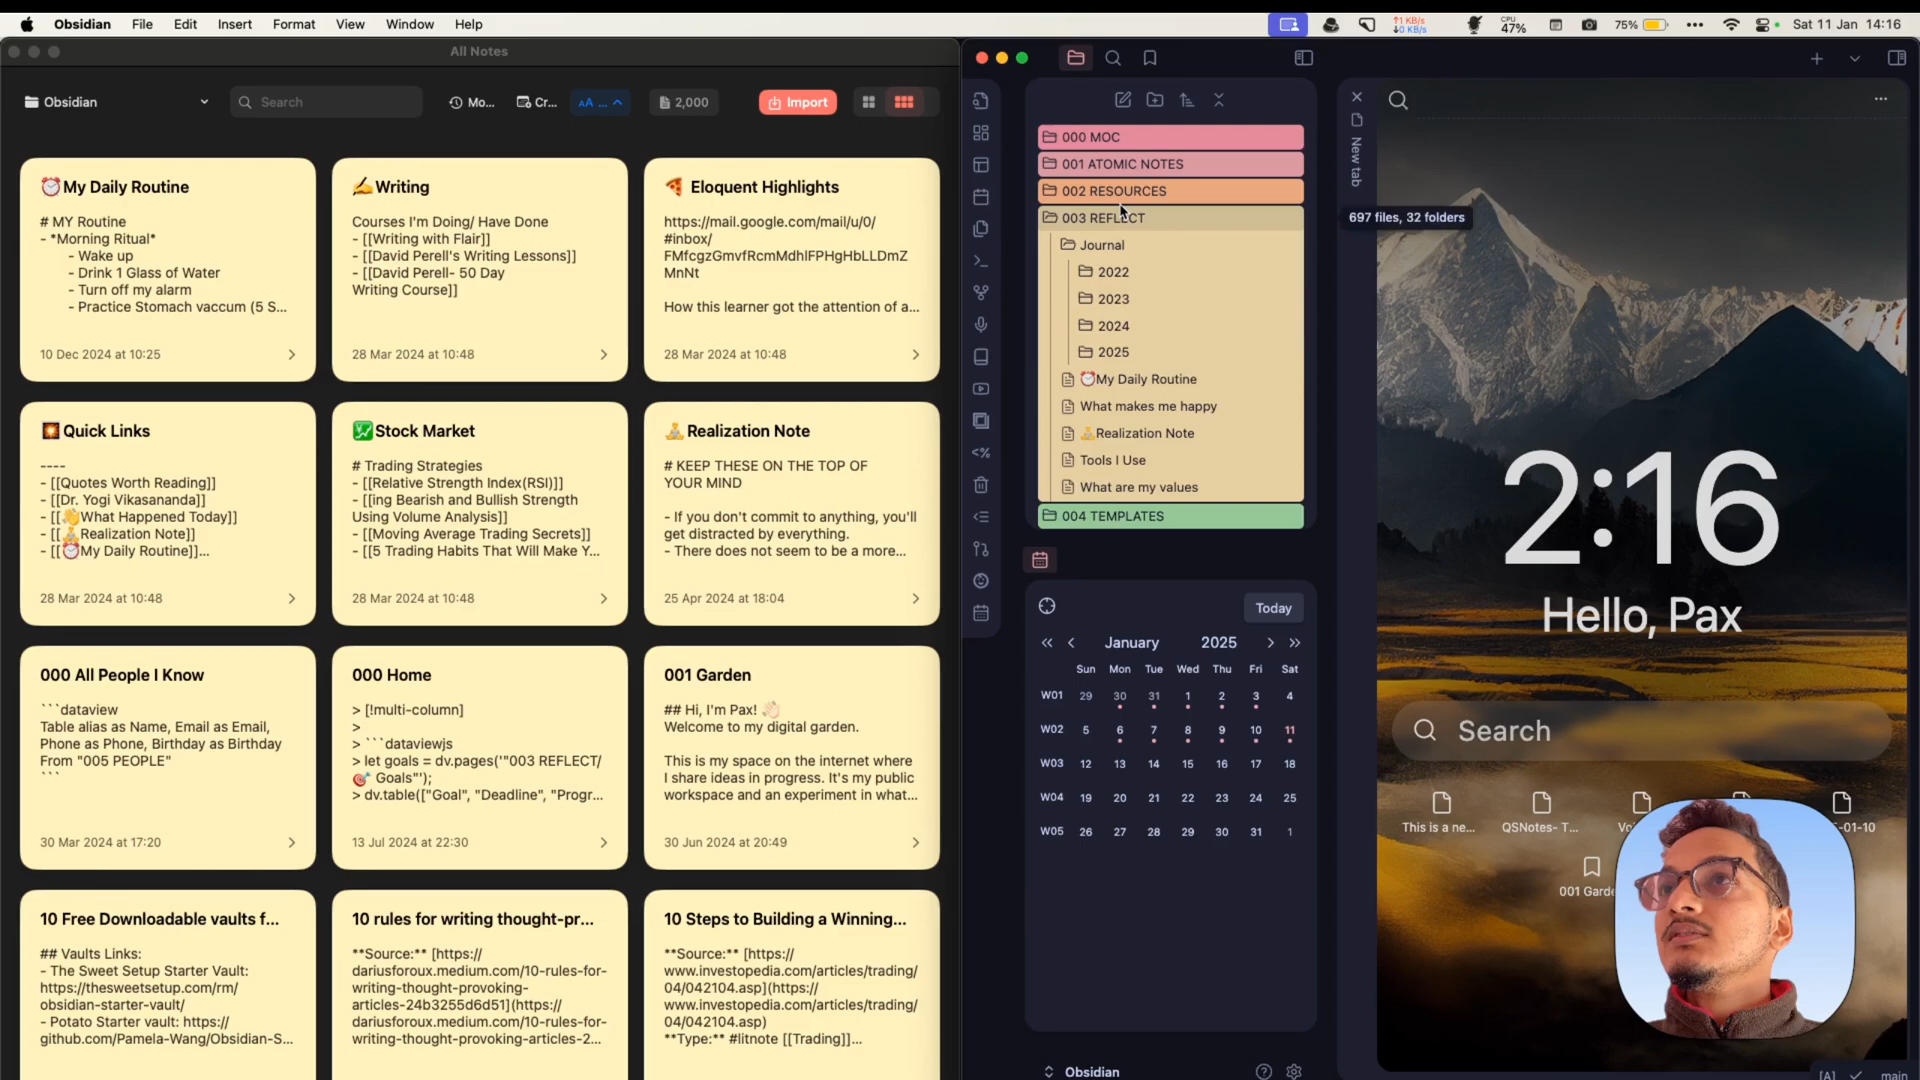 Obsidian File Edit Insert Format View Window Help
↑1 KB/s
↓0 KB/s
CPU
47%
75%
Sat 11 Jan 14:16
All Notes
Obsidian
Search
Mo...
Cr...
AA ...
2,000
Import
⏰My Daily Routine
# MY Routine
- *Morning Ritual*
- Wake up
- Drink 1 Glass of Water
- Turn off my alarm
- Practice Stomach vaccum (5 S...
10 Dec 2024 at 10:25
✍️Writing
Courses I'm Doing/ Have Done
- [[Writing with Flair]]
- [[David Perell's Writing Lessons]]
- [[David Perell- 50 Day
Writing Course]]
28 Mar 2024 at 10:48
🍕 Eloquent Highlights
https://mail.google.com/mail/u/0/
#inbox/
FMfcgzGmvfRcmMdhlFPHgHbLLDmZ
MnNt
How this learner got the attention of a...
28 Mar 2024 at 10:48
Quick Links
----
- [[Quotes Worth Reading]]
- [[Dr. Yogi Vikasananda]]
- [[👋What Happened Today]]
- [[🧘Realization Note]]
- [[⏰My Daily Routine]]...
28 Mar 2024 at 10:48
💹Stock Market
# Trading Strategies
- [[Relative Strength Index(RSI)]]
- [[ing Bearish and Bullish Strength
Using Volume Analysis]]
- [[Moving Average Trading Secrets]]
- [[5 Trading Habits That Will Make Y...
28 Mar 2024 at 10:48
🧘Realization Note
# KEEP THESE ON THE TOP OF
YOUR MIND
- If you don't commit to anything, you'll
get distracted by everything.
- There does not seem to be a more...
25 Apr 2024 at 18:04
000 All People I Know
```dataview
Table alias as Name, Email as Email,
Phone as Phone, Birthday as Birthday
From "005 PEOPLE"
```
30 Mar 2024 at 17:20
000 Home
> [!multi-column]
>
> ```dataviewjs
> let goals = dv.pages('"003 REFLECT/
🎯 Goals"');
> dv.table(["Goal", "Deadline", "Progr...
13 Jul 2024 at 22:30
001 Garden
## Hi, I'm Pax! 👋🏻
Welcome to my digital garden.
This is my space on the internet where
I share ideas in progress. It's my public
workspace and an experiment in what...
30 Jun 2024 at 20:49
10 Free Downloadable vaults f...
## Vaults Links:
- The Sweet Setup Starter Vault:
https://thesweetsetup.com/rm/
obsidian-starter-vault/
- Potato Starter vault: https://
github.com/Pamela-Wang/Obsidian-S...
10 rules for writing thought-pr...
**Source:** [https://
dariusforoux.medium.com/10-rules-for-
writing-thought-provoking-
articles-24b3255d6d51](https://
dariusforoux.medium.com/10-rules-for-
writing-thought-provoking-articles-2...
10 Steps to Building a Winning...
**Source:** [https://
www.investopedia.com/articles/trading/
04/042104.asp](https://
www.investopedia.com/articles/trading/
04/042104.asp)
**Type:** #litnote [[Trading]]...
000 MOC
001 ATOMIC NOTES
002 RESOURCES
003 REFLECT
Journal
2022
2023
2024
2025
⏰My Daily Routine
What makes me happy
🧘Realization Note
Tools I Use
What are my values
004 TEMPLATES
Today
January 2025
Sun Mon Tue Wed Thu Fri Sat
W01 29 30 31 1 2 3 4
W02 5 6 7 8 9 10 11
W03 12 13 14 15 16 17 18
W04 19 20 21 22 23 24 25
W05 26 27 28 29 30 31 1
Obsidian
New tab
697 files, 32 folders
2:16
Hello, Pax
Search
This is a ne...
QSNotes- T...
-01-10
001 Garde
[A]
main